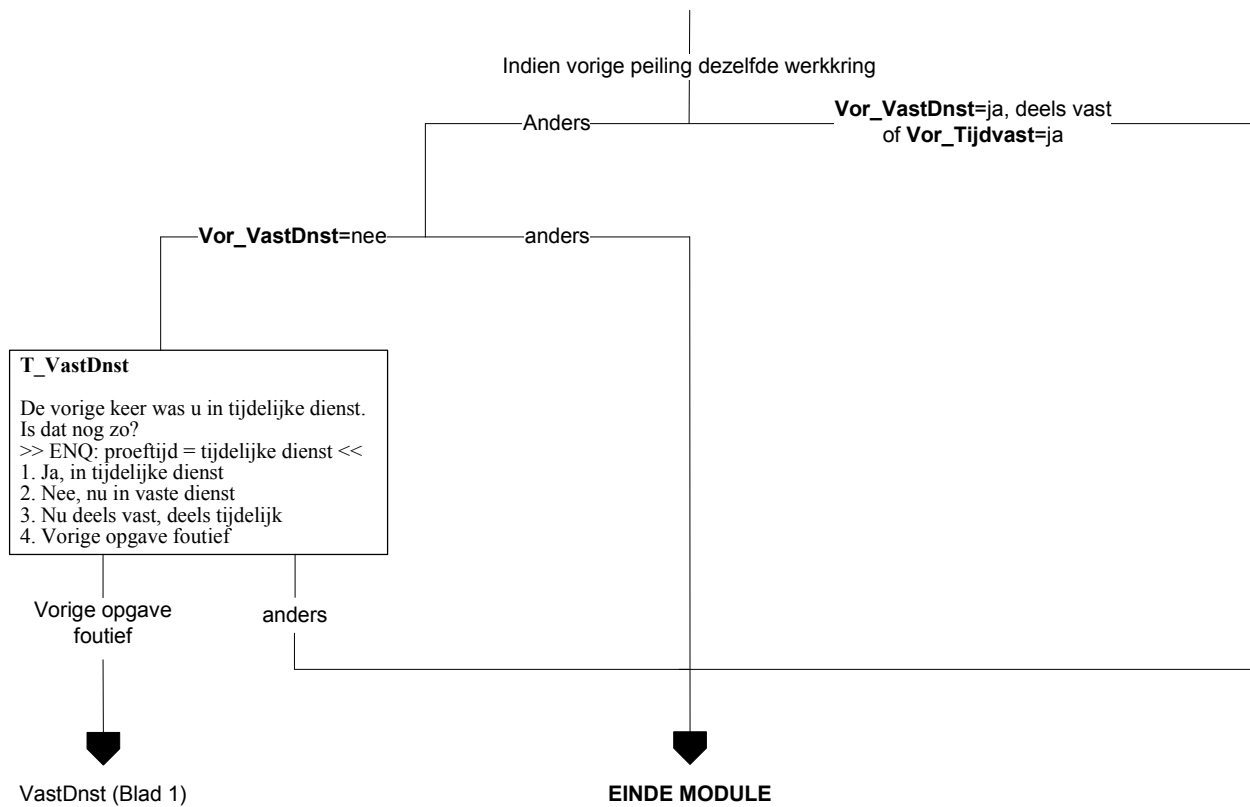 Indien vorige peiling dezelfde werkkring
Anders
Vor_VastDnst=ja, deels vast
of Vor_Tijdvast=ja
Vor_VastDnst=nee
anders
T_VastDnst
De vorige keer was u in tijdelijke dienst.
Is dat nog zo?
>> ENQ: proeftijd = tijdelijke dienst <<
1. Ja, in tijdelijke dienst
2. Nee, nu in vaste dienst
3. Nu deels vast, deels tijdelijk
4. Vorige opgave foutief
Vorige opgave
foutief
anders
VastDnst (Blad 1)
EINDE MODULE